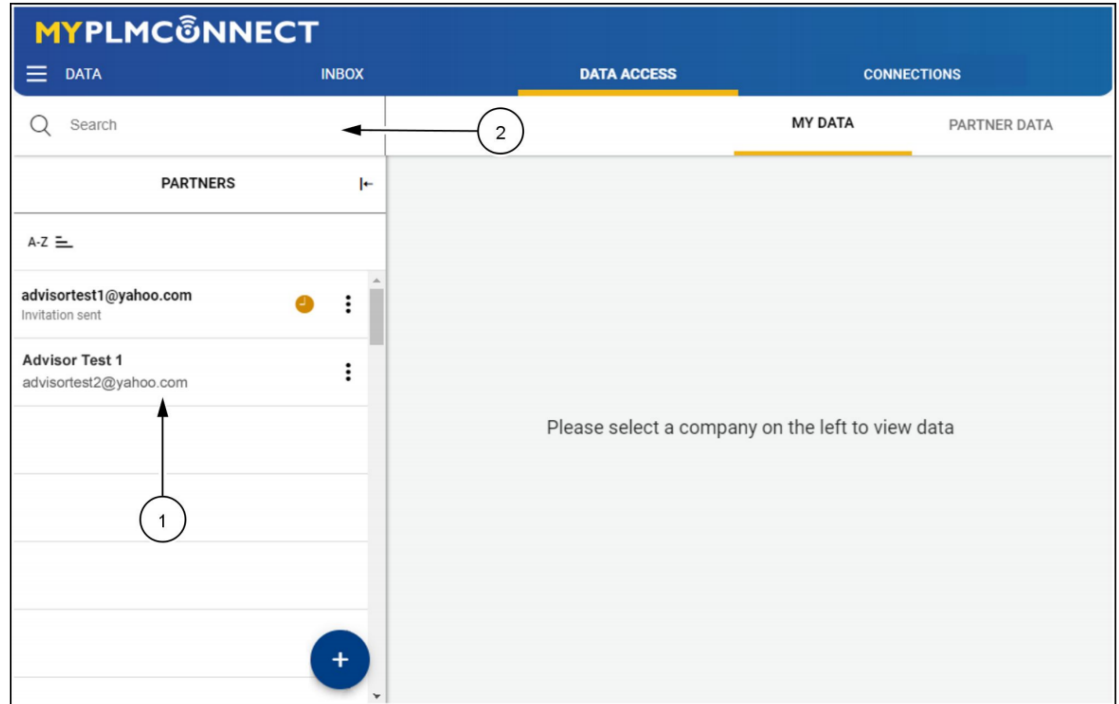 MYPLMCONNECT
DATA INBOX DATA ACCESS CONNECTIONS
Search
2
MY DATA PARTNER DATA
PARTNERS
A-Z
advisortest1@yahoo.com
Invitation sent
Advisor Test 1
advisortest2@yahoo.com
Please select a company on the left to view data
1
+